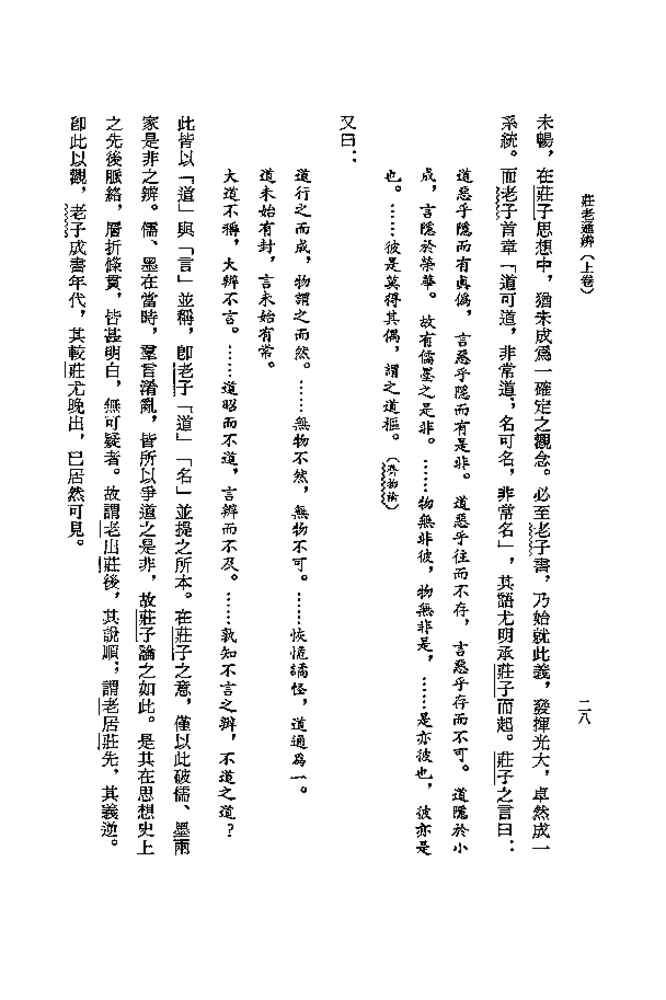 莊老通辨（上卷）
二八
未暢，在莊子思想中，猶未成爲一確定之觀念。必至老子書，乃始就此義，發揮光大，卓然成一
系統。而老子首章「道可道，非常道；名可名，非常名」，其語尤明承莊子而起。莊子之言曰：
道惡乎隱而有眞僞，言惡乎隱而有是非。道惡乎往而不存，言惡乎存而不可。道隱於小
成，言隱於榮華。故有儒墨之是非。……物無非彼，物無非是，……是亦彼也，彼亦是
也。……彼是莫得其偶，謂之道樞。（齊物論）
又曰：
道行之而成，物謂之而然。……無物不然，無物不可。……恢恑譎怪，道通爲一。
道未始有封，言未始有常。
大道不稱，大辯不言。……道昭而不道，言辯而不及。……孰知不言之辯，不道之道？
此皆以「道」與「言」並稱，卽老子「道」「名」並提之所本。在莊子之意，僅以此破儒、墨兩
家是非之辨。儒、墨在當時，羣言淆亂，皆所以爭道之是非，故莊子論之如此。是其在思想史上
之先後脈絡，層折條貫，皆甚明白，無可疑者。故謂老出莊後，其說順；謂老居莊先，其義逆。
卽此以觀，老子成書年代，其較莊尤晚出，已居然可見。